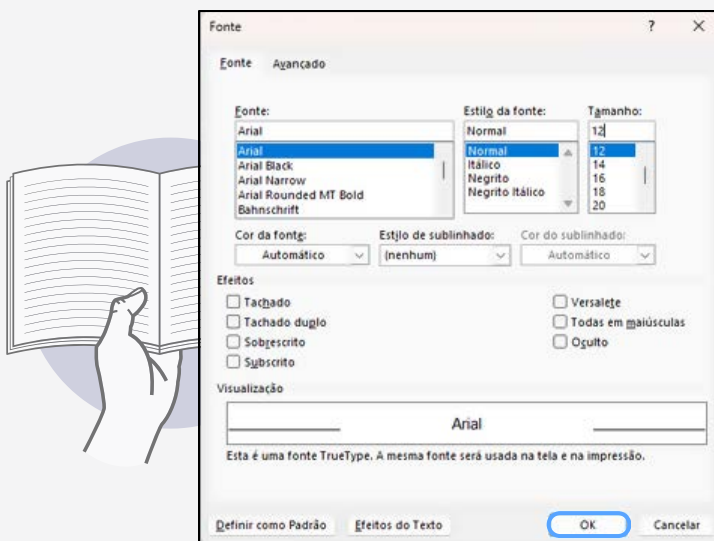 Fonte ? ×
Fonte Avançado
Fonte: Estilo da fonte: Tamanho:
Arial Normal 12
Arial Normal 12
Arial Black Itálico 14
Arial Narrow Negrito 16
Arial Rounded MT Bold Negrito Itálico 18
Bahnschrift 20
Cor da fonte: Estilo de sublinhado: Cor do sublinhado:
Automático (nenhum) Automático
Efeitos
Tachado Versalete
Tachado duplo Todas em maiúsculas
Sobrescrito Oculto
Subscrito
Visualização
Arial
Esta é uma fonte TrueType. A mesma fonte será usada na tela e na impressão.
Definir como Padrão Efeitos do Texto OK Cancelar